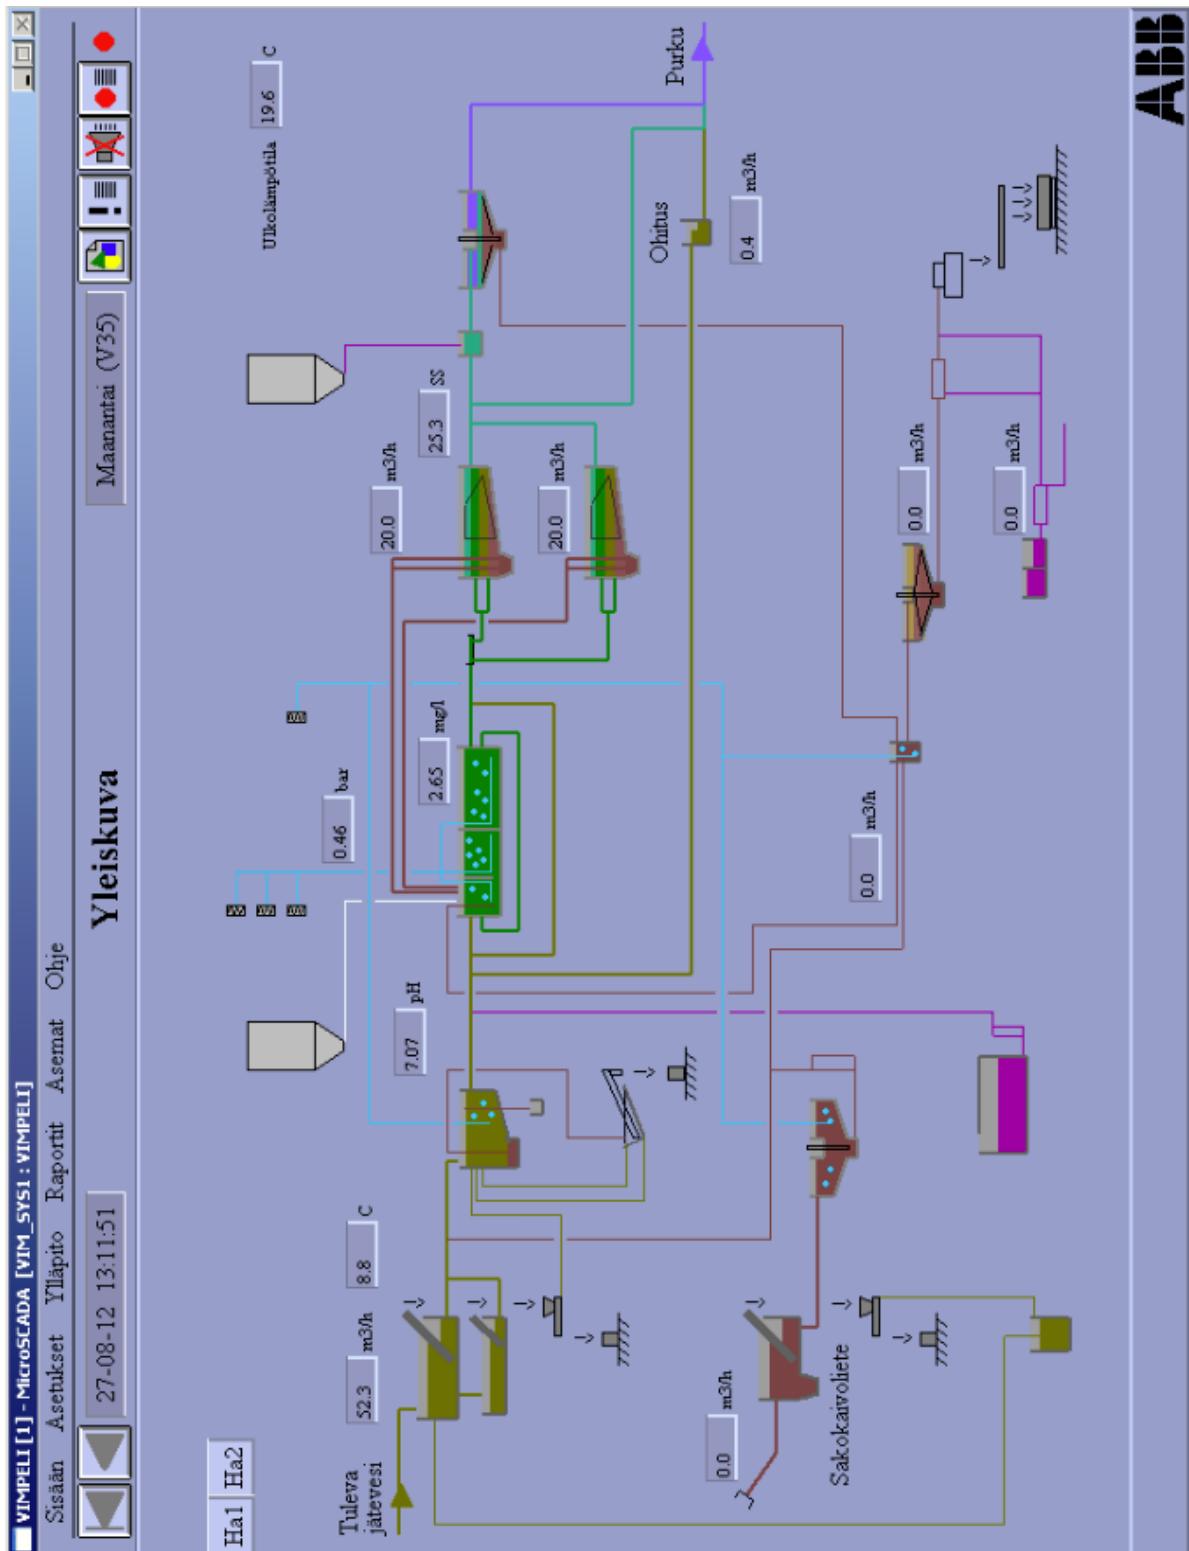 VIMPELI [1] - MicroSCADA [VIM_SYS1 : VIMPELI]
Sisään Asetukset Ylläpito Raportit Asemat Ohje
27-08-12 13:11:51
Yleiskuva
Maanantai (V35)
Ha1 Ha2
Ulkolämpötila 19.6 C
0.46 bar
Tuleva
jätevesi
52.3 m3/h
8.8 C
7.07 pH
2.65 mg/l
20.0 m3/h
25.3 SS
20.0 m3/h
Purku
Ohitus
0.4 m3/h
0.0 m3/h
Sakokaivoliete
0.0 m3/h
0.0 m3/h
0.0 m3/h
ABB